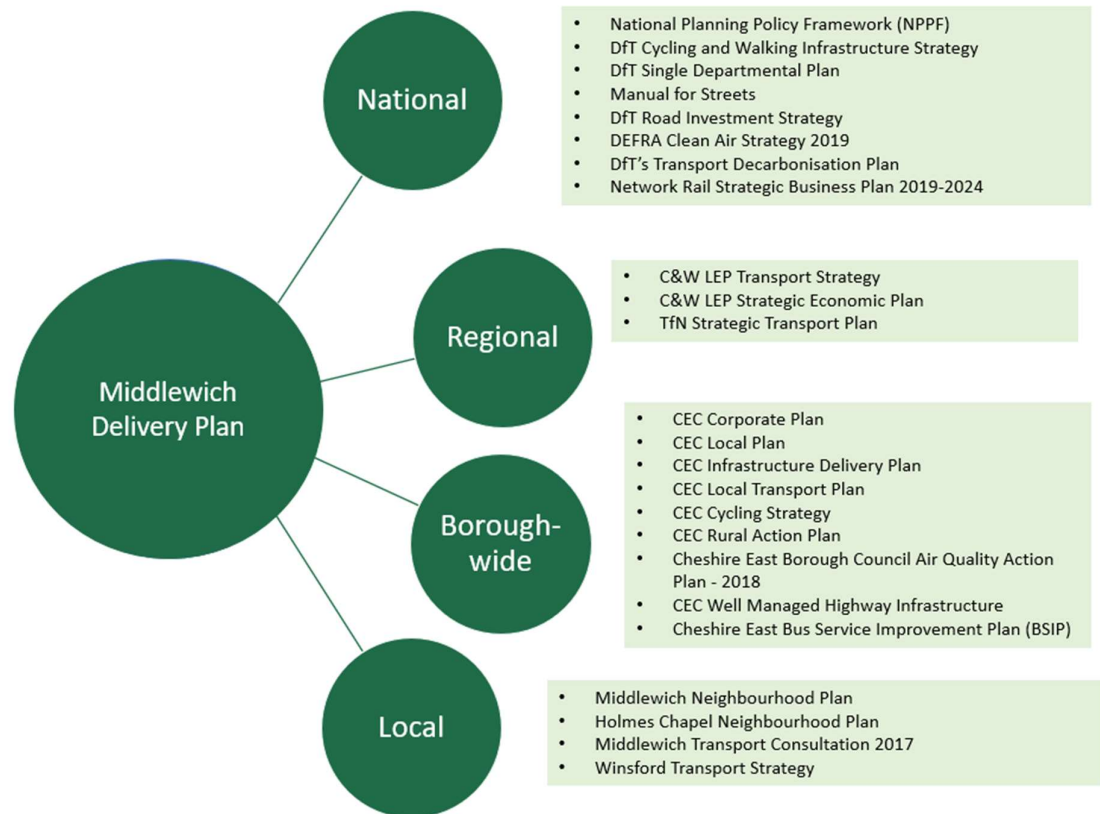 National
• National Planning Policy Framework (NPPF)
• DfT Cycling and Walking Infrastructure Strategy
• DfT Single Departmental Plan
• Manual for Streets
• DfT Road Investment Strategy
• DEFRA Clean Air Strategy 2019
• DfT's Transport Decarbonisation Plan
• Network Rail Strategic Business Plan 2019-2024
Middlewich
Delivery Plan
Regional
• C&W LEP Transport Strategy
• C&W LEP Strategic Economic Plan
• TfN Strategic Transport Plan
Borough-
wide
• CEC Corporate Plan
• CEC Local Plan
• CEC Infrastructure Delivery Plan
• CEC Local Transport Plan
• CEC Cycling Strategy
• CEC Rural Action Plan
• Cheshire East Borough Council Air Quality Action
Plan - 2018
• CEC Well Managed Highway Infrastructure
• Cheshire East Bus Service Improvement Plan (BSIP)
Local
• Middlewich Neighbourhood Plan
• Holmes Chapel Neighbourhood Plan
• Middlewich Transport Consultation 2017
• Winsford Transport Strategy